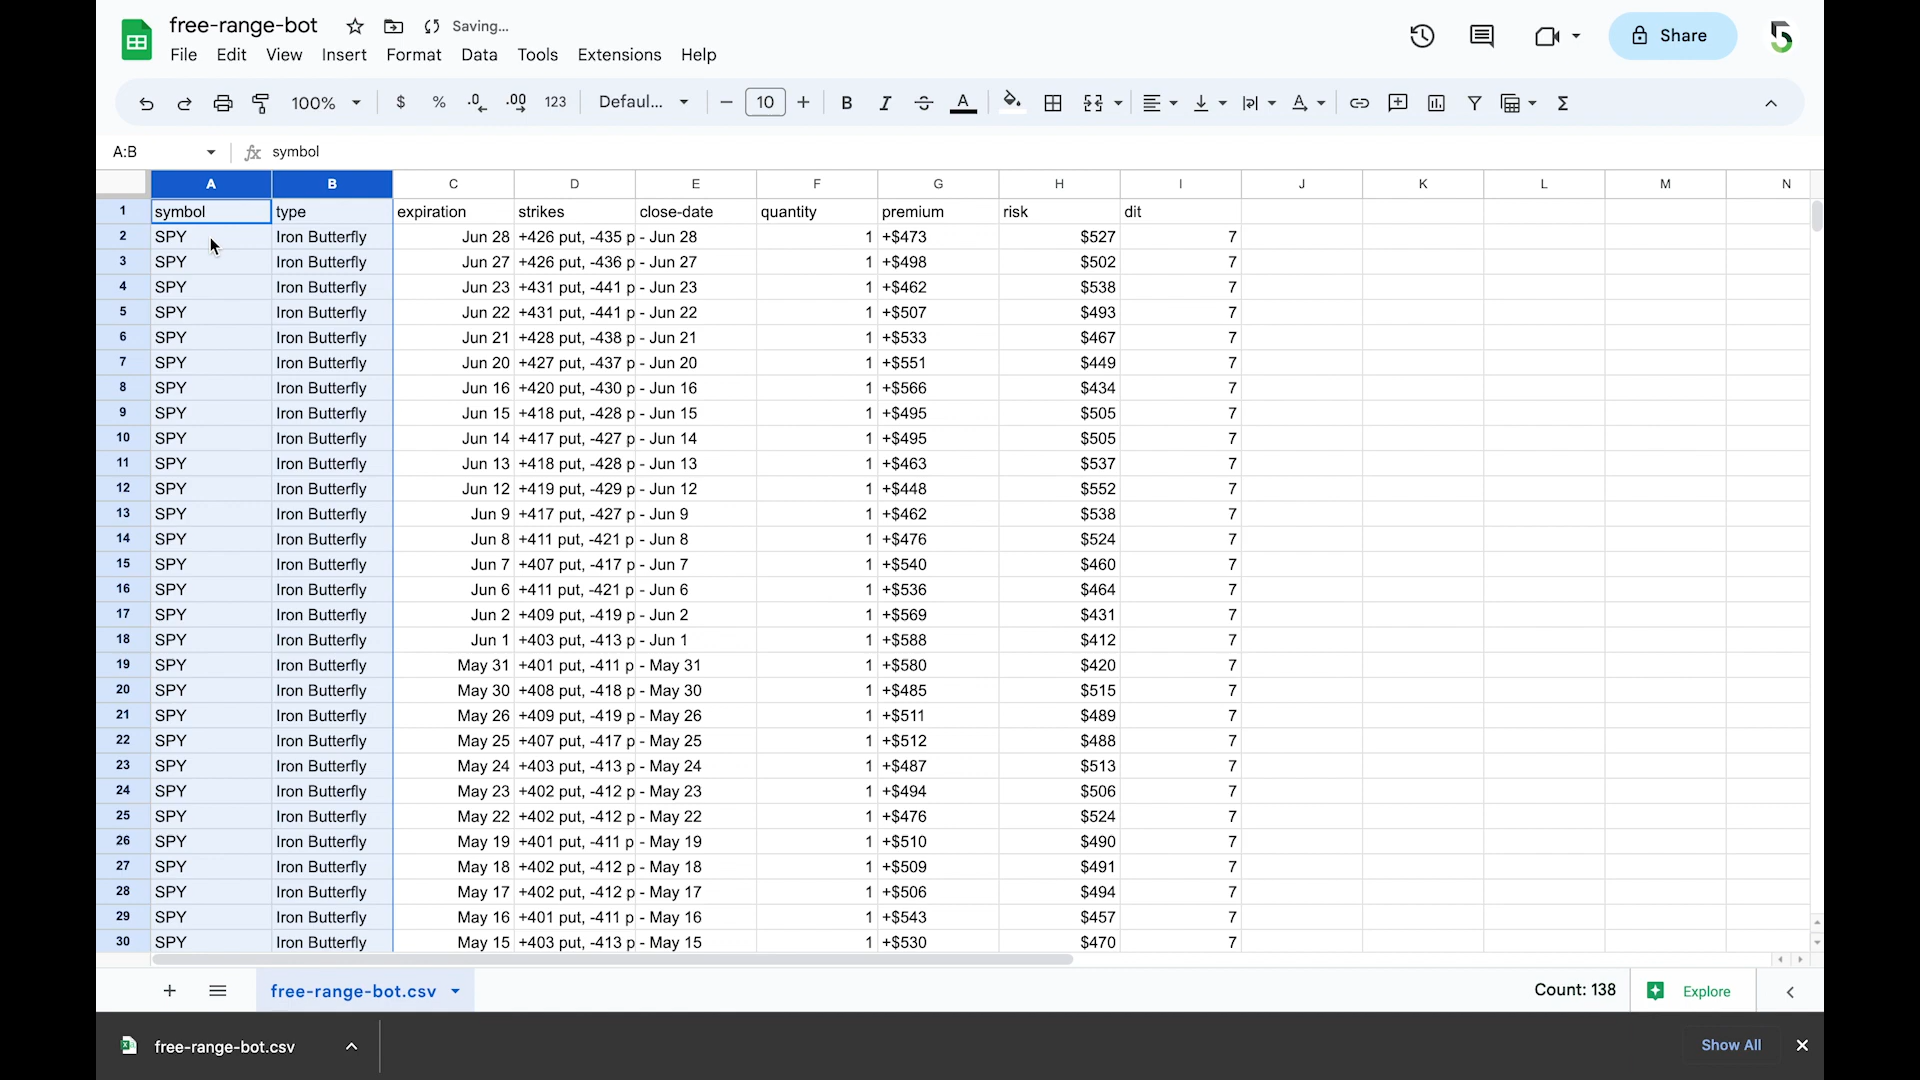 free-range-bot Saving...
File Edit View Insert Format Data Tools Extensions Help
Share
100% $ % .0 .00 123 Defaul... 10 B I S A
A:B fx symbol
A B C D E F G H I J K L M N
1 symbol type expiration strikes close-date quantity premium risk dit
2 SPY Iron Butterfly Jun 28 +426 put, -435 p - Jun 28 1 +$473 $527 7
3 SPY Iron Butterfly Jun 27 +426 put, -436 p - Jun 27 1 +$498 $502 7
4 SPY Iron Butterfly Jun 23 +431 put, -441 p - Jun 23 1 +$462 $538 7
5 SPY Iron Butterfly Jun 22 +431 put, -441 p - Jun 22 1 +$507 $493 7
6 SPY Iron Butterfly Jun 21 +428 put, -438 p - Jun 21 1 +$533 $467 7
7 SPY Iron Butterfly Jun 20 +427 put, -437 p - Jun 20 1 +$551 $449 7
8 SPY Iron Butterfly Jun 16 +420 put, -430 p - Jun 16 1 +$566 $434 7
9 SPY Iron Butterfly Jun 15 +418 put, -428 p - Jun 15 1 +$495 $505 7
10 SPY Iron Butterfly Jun 14 +417 put, -427 p - Jun 14 1 +$495 $505 7
11 SPY Iron Butterfly Jun 13 +418 put, -428 p - Jun 13 1 +$463 $537 7
12 SPY Iron Butterfly Jun 12 +419 put, -429 p - Jun 12 1 +$448 $552 7
13 SPY Iron Butterfly Jun 9 +417 put, -427 p - Jun 9 1 +$462 $538 7
14 SPY Iron Butterfly Jun 8 +411 put, -421 p - Jun 8 1 +$476 $524 7
15 SPY Iron Butterfly Jun 7 +407 put, -417 p - Jun 7 1 +$540 $460 7
16 SPY Iron Butterfly Jun 6 +411 put, -421 p - Jun 6 1 +$536 $464 7
17 SPY Iron Butterfly Jun 2 +409 put, -419 p - Jun 2 1 +$569 $431 7
18 SPY Iron Butterfly Jun 1 +403 put, -413 p - Jun 1 1 +$588 $412 7
19 SPY Iron Butterfly May 31 +401 put, -411 p - May 31 1 +$580 $420 7
20 SPY Iron Butterfly May 30 +408 put, -418 p - May 30 1 +$485 $515 7
21 SPY Iron Butterfly May 26 +409 put, -419 p - May 26 1 +$511 $489 7
22 SPY Iron Butterfly May 25 +407 put, -417 p - May 25 1 +$512 $488 7
23 SPY Iron Butterfly May 24 +403 put, -413 p - May 24 1 +$487 $513 7
24 SPY Iron Butterfly May 23 +402 put, -412 p - May 23 1 +$494 $506 7
25 SPY Iron Butterfly May 22 +402 put, -412 p - May 22 1 +$476 $524 7
26 SPY Iron Butterfly May 19 +401 put, -411 p - May 19 1 +$510 $490 7
27 SPY Iron Butterfly May 18 +402 put, -412 p - May 18 1 +$509 $491 7
28 SPY Iron Butterfly May 17 +402 put, -412 p - May 17 1 +$506 $494 7
29 SPY Iron Butterfly May 16 +401 put, -411 p - May 16 1 +$543 $457 7
30 SPY Iron Butterfly May 15 +403 put, -413 p - May 15 1 +$530 $470 7
free-range-bot.csv Count: 138 Explore
free-range-bot.csv Show All